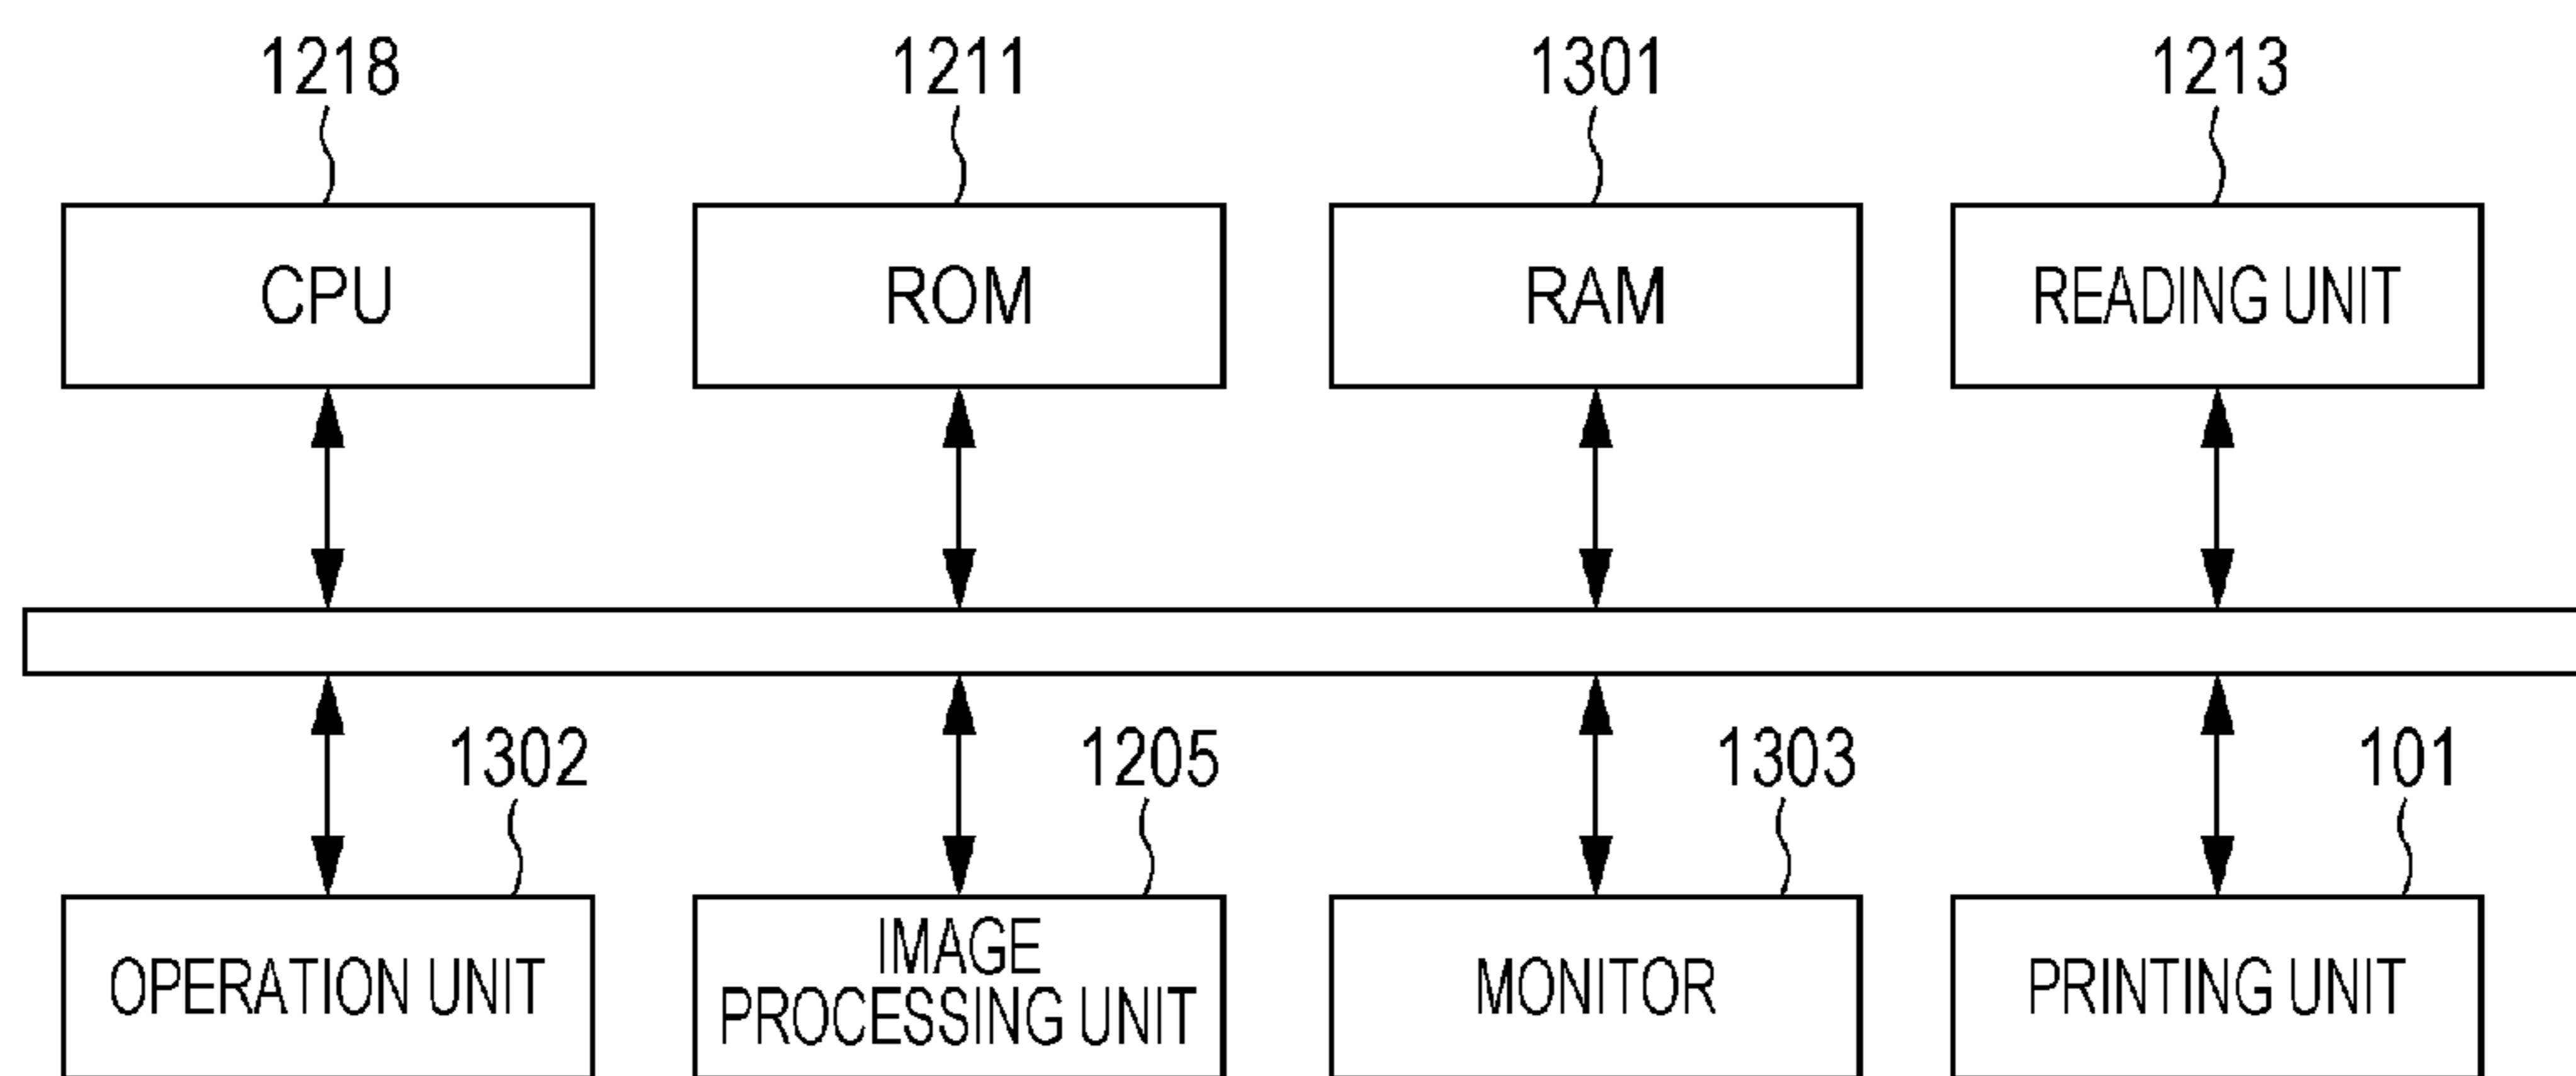 1218 1211 1301 1213
CPU ROM RAM READING UNIT
1302 1205 1303 101
OPERATION UNIT IMAGE
PROCESSING UNIT MONITOR PRINTING UNIT